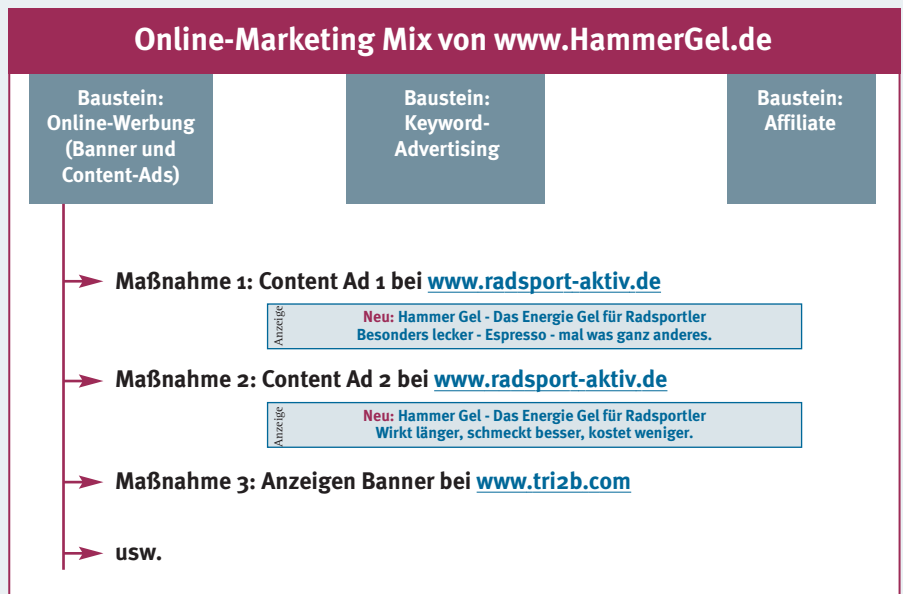 Online-Marketing Mix von www.HammerGel.de
Baustein:
Online-Werbung
(Banner und
Content-Ads)
Baustein:
Keyword-
Advertising
Baustein:
Affiliate
Maßnahme 1: Content Ad 1 bei www.radsport-aktiv.de
Anzeige
Neu: Hammer Gel - Das Energie Gel für Radsportler
Besonders lecker - Espresso - mal was ganz anderes.
Maßnahme 2: Content Ad 2 bei www.radsport-aktiv.de
Anzeige
Neu: Hammer Gel - Das Energie Gel für Radsportler
Wirkt länger, schmeckt besser, kostet weniger.
Maßnahme 3: Anzeigen Banner bei www.tri2b.com
usw.